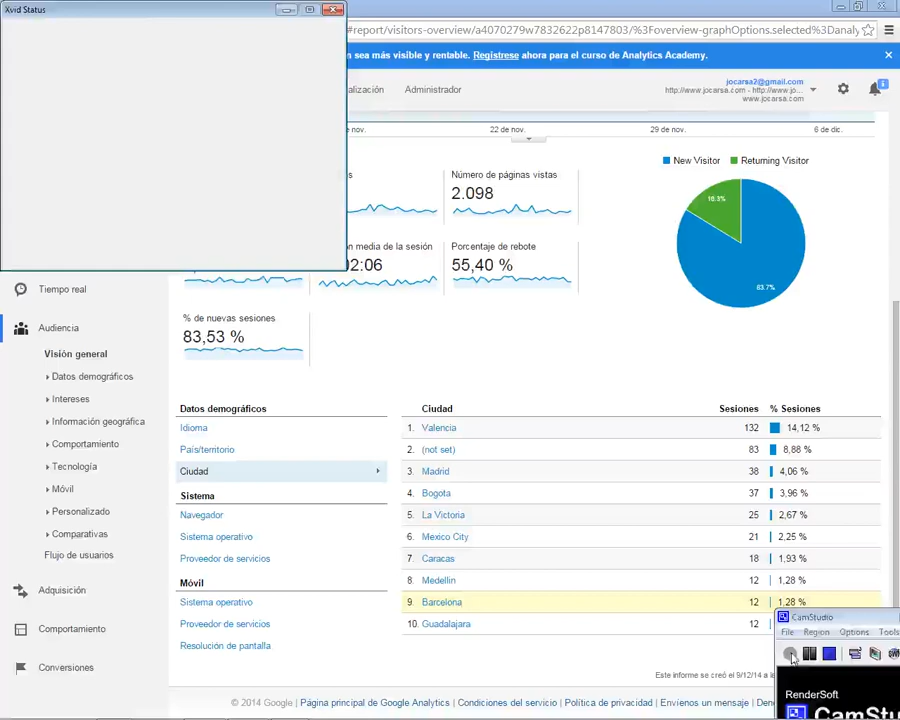 Xvid Status
#report/visitors-overview/a4070279w7832622p8147803/%3Foverview-graphOptions.selected%3Danaly
sea más visible y rentable. Regístrese ahora para el curso de Analytics Academy.
Administrador
jocarsa2@gmail.com
http://www.jocarsa.com - http://www.jo...
www.jocarsa.com
1
nov.
22 de nov.
29 de nov.
6 de dic.
New Visitor
Returning Visitor
16.3%
83.7%
Número de páginas vistas
2.098
media de la sesión
2:06
Porcentaje de rebote
55,40 %
% de nuevas sesiones
83,53 %
Tiempo real
Audiencia
Visión general
Datos demográficos
Intereses
Información geográfica
Comportamiento
Tecnología
Móvil
Personalizado
Comparativas
Flujo de usuarios
Adquisición
Comportamiento
Conversiones
Datos demográficos
Idioma
País/territorio
Ciudad
Sistema
Navegador
Sistema operativo
Proveedor de servicios
Móvil
Sistema operativo
Proveedor de servicios
Resolución de pantalla
Ciudad Sesiones % Sesiones
1. Valencia 132 14,12 %
2. (not set) 83 8,88 %
3. Madrid 38 4,06 %
4. Bogota 37 3,96 %
5. La Victoria 25 2,67 %
6. Mexico City 21 2,25 %
7. Caracas 18 1,93 %
8. Medellin 12 1,28 %
9. Barcelona 12 1,28 %
10. Guadalajara 12
CamStudio
File Region Options Tools
RenderSoft
CamStu
Este informe se creó el 9/12/14 a la
© 2014 Google | Página principal de Google Analytics | Condiciones del servicio | Política de privacidad | Envíenos un mensaje | Den